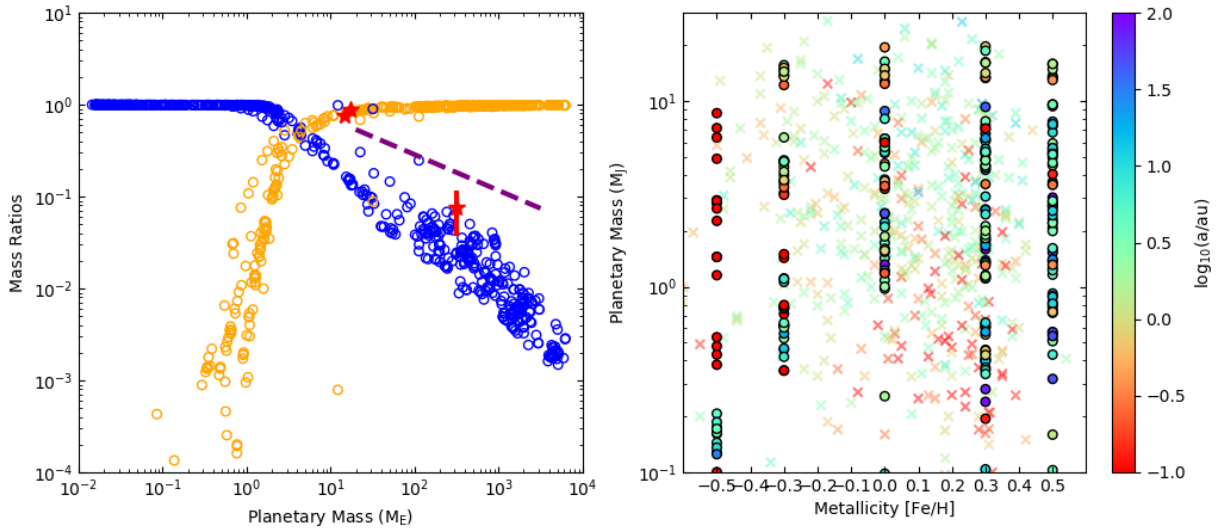 10^1
10^0
10^-1
10^-2
10^-3
10^-4
Mass Ratios
10^-2 10^-1 10^0 10^1 10^2 10^3 10^4
Planetary Mass (M_E)
10^1
10^0
10^-1
Planetary Mass (M_J)
−0.5 −0.4 −0.3 −0.2 −0.1 0.0 0.1 0.2 0.3 0.4 0.5
Metallicity [Fe/H]
2.0
1.5
1.0
0.5
0.0
−0.5
−1.0
log_10(a/au)